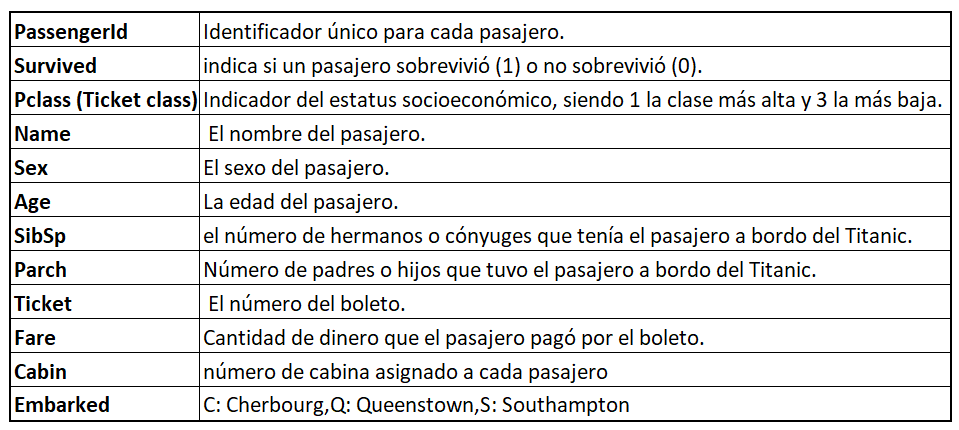 PassengerId Identificador único para cada pasajero.
Survived indica si un pasajero sobrevivió (1) o no sobrevivió (0).
Pclass (Ticket class) Indicador del estatus socioeconómico, siendo 1 la clase más alta y 3 la más baja.
Name El nombre del pasajero.
Sex El sexo del pasajero.
Age La edad del pasajero.
SibSp el número de hermanos o cónyuges que tenía el pasajero a bordo del Titanic.
Parch Número de padres o hijos que tuvo el pasajero a bordo del Titanic.
Ticket El número del boleto.
Fare Cantidad de dinero que el pasajero pagó por el boleto.
Cabin número de cabina asignado a cada pasajero
Embarked C: Cherbourg,Q: Queenstown,S: Southampton